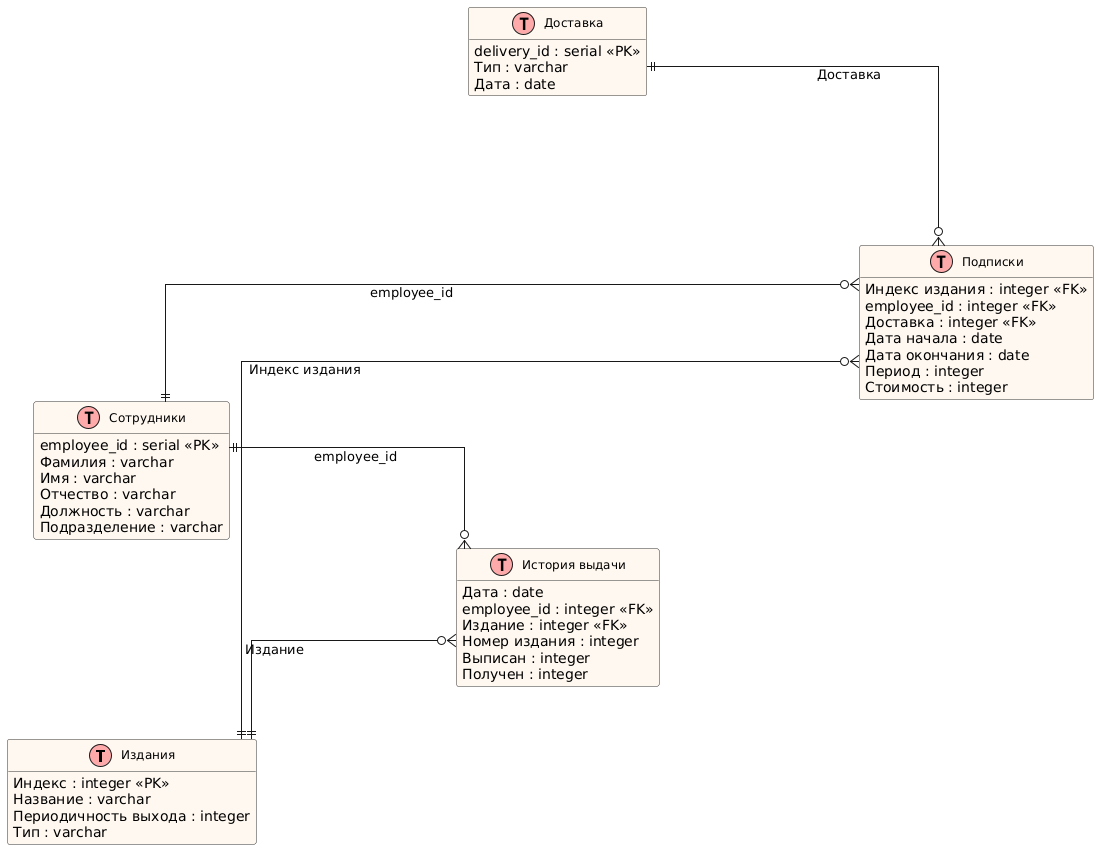 T Доставка
delivery_id : serial «PK»
Тип : varchar
Дата : date
Доставка
T Подписки
Индекс издания : integer «FK»
employee_id : integer «FK»
Доставка : integer «FK»
Дата начала : date
Дата окончания : date
Период : integer
Стоимость : integer
employee_id
Индекс издания
T Сотрудники
employee_id : serial «PK»
Фамилия : varchar
Имя : varchar
Отчество : varchar
Должность : varchar
Подразделение : varchar
employee_id
T История выдачи
Дата : date
employee_id : integer «FK»
Издание : integer «FK»
Номер издания : integer
Выписан : integer
Получен : integer
Издание
T Издания
Индекс : integer «PK»
Название : varchar
Периодичность выхода : integer
Тип : varchar